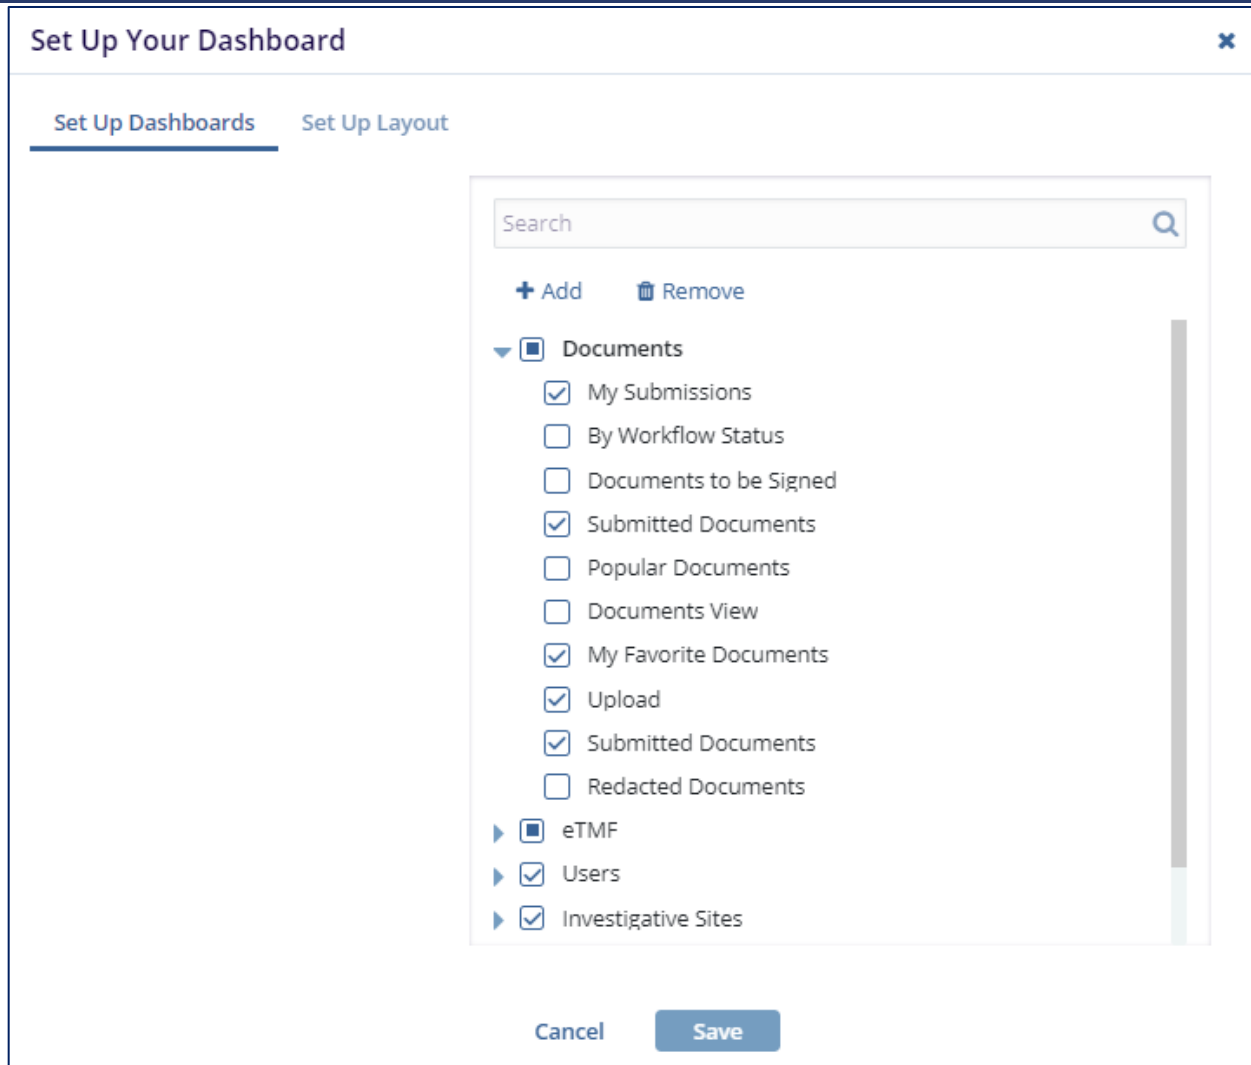 Set Up Your Dashboard
Set Up Dashboards Set Up Layout
Search
Add Remove
Documents
My Submissions
By Workflow Status
Documents to be Signed
Submitted Documents
Popular Documents
Documents View
My Favorite Documents
Upload
Submitted Documents
Redacted Documents
eTMF
Users
Investigative Sites
Cancel Save